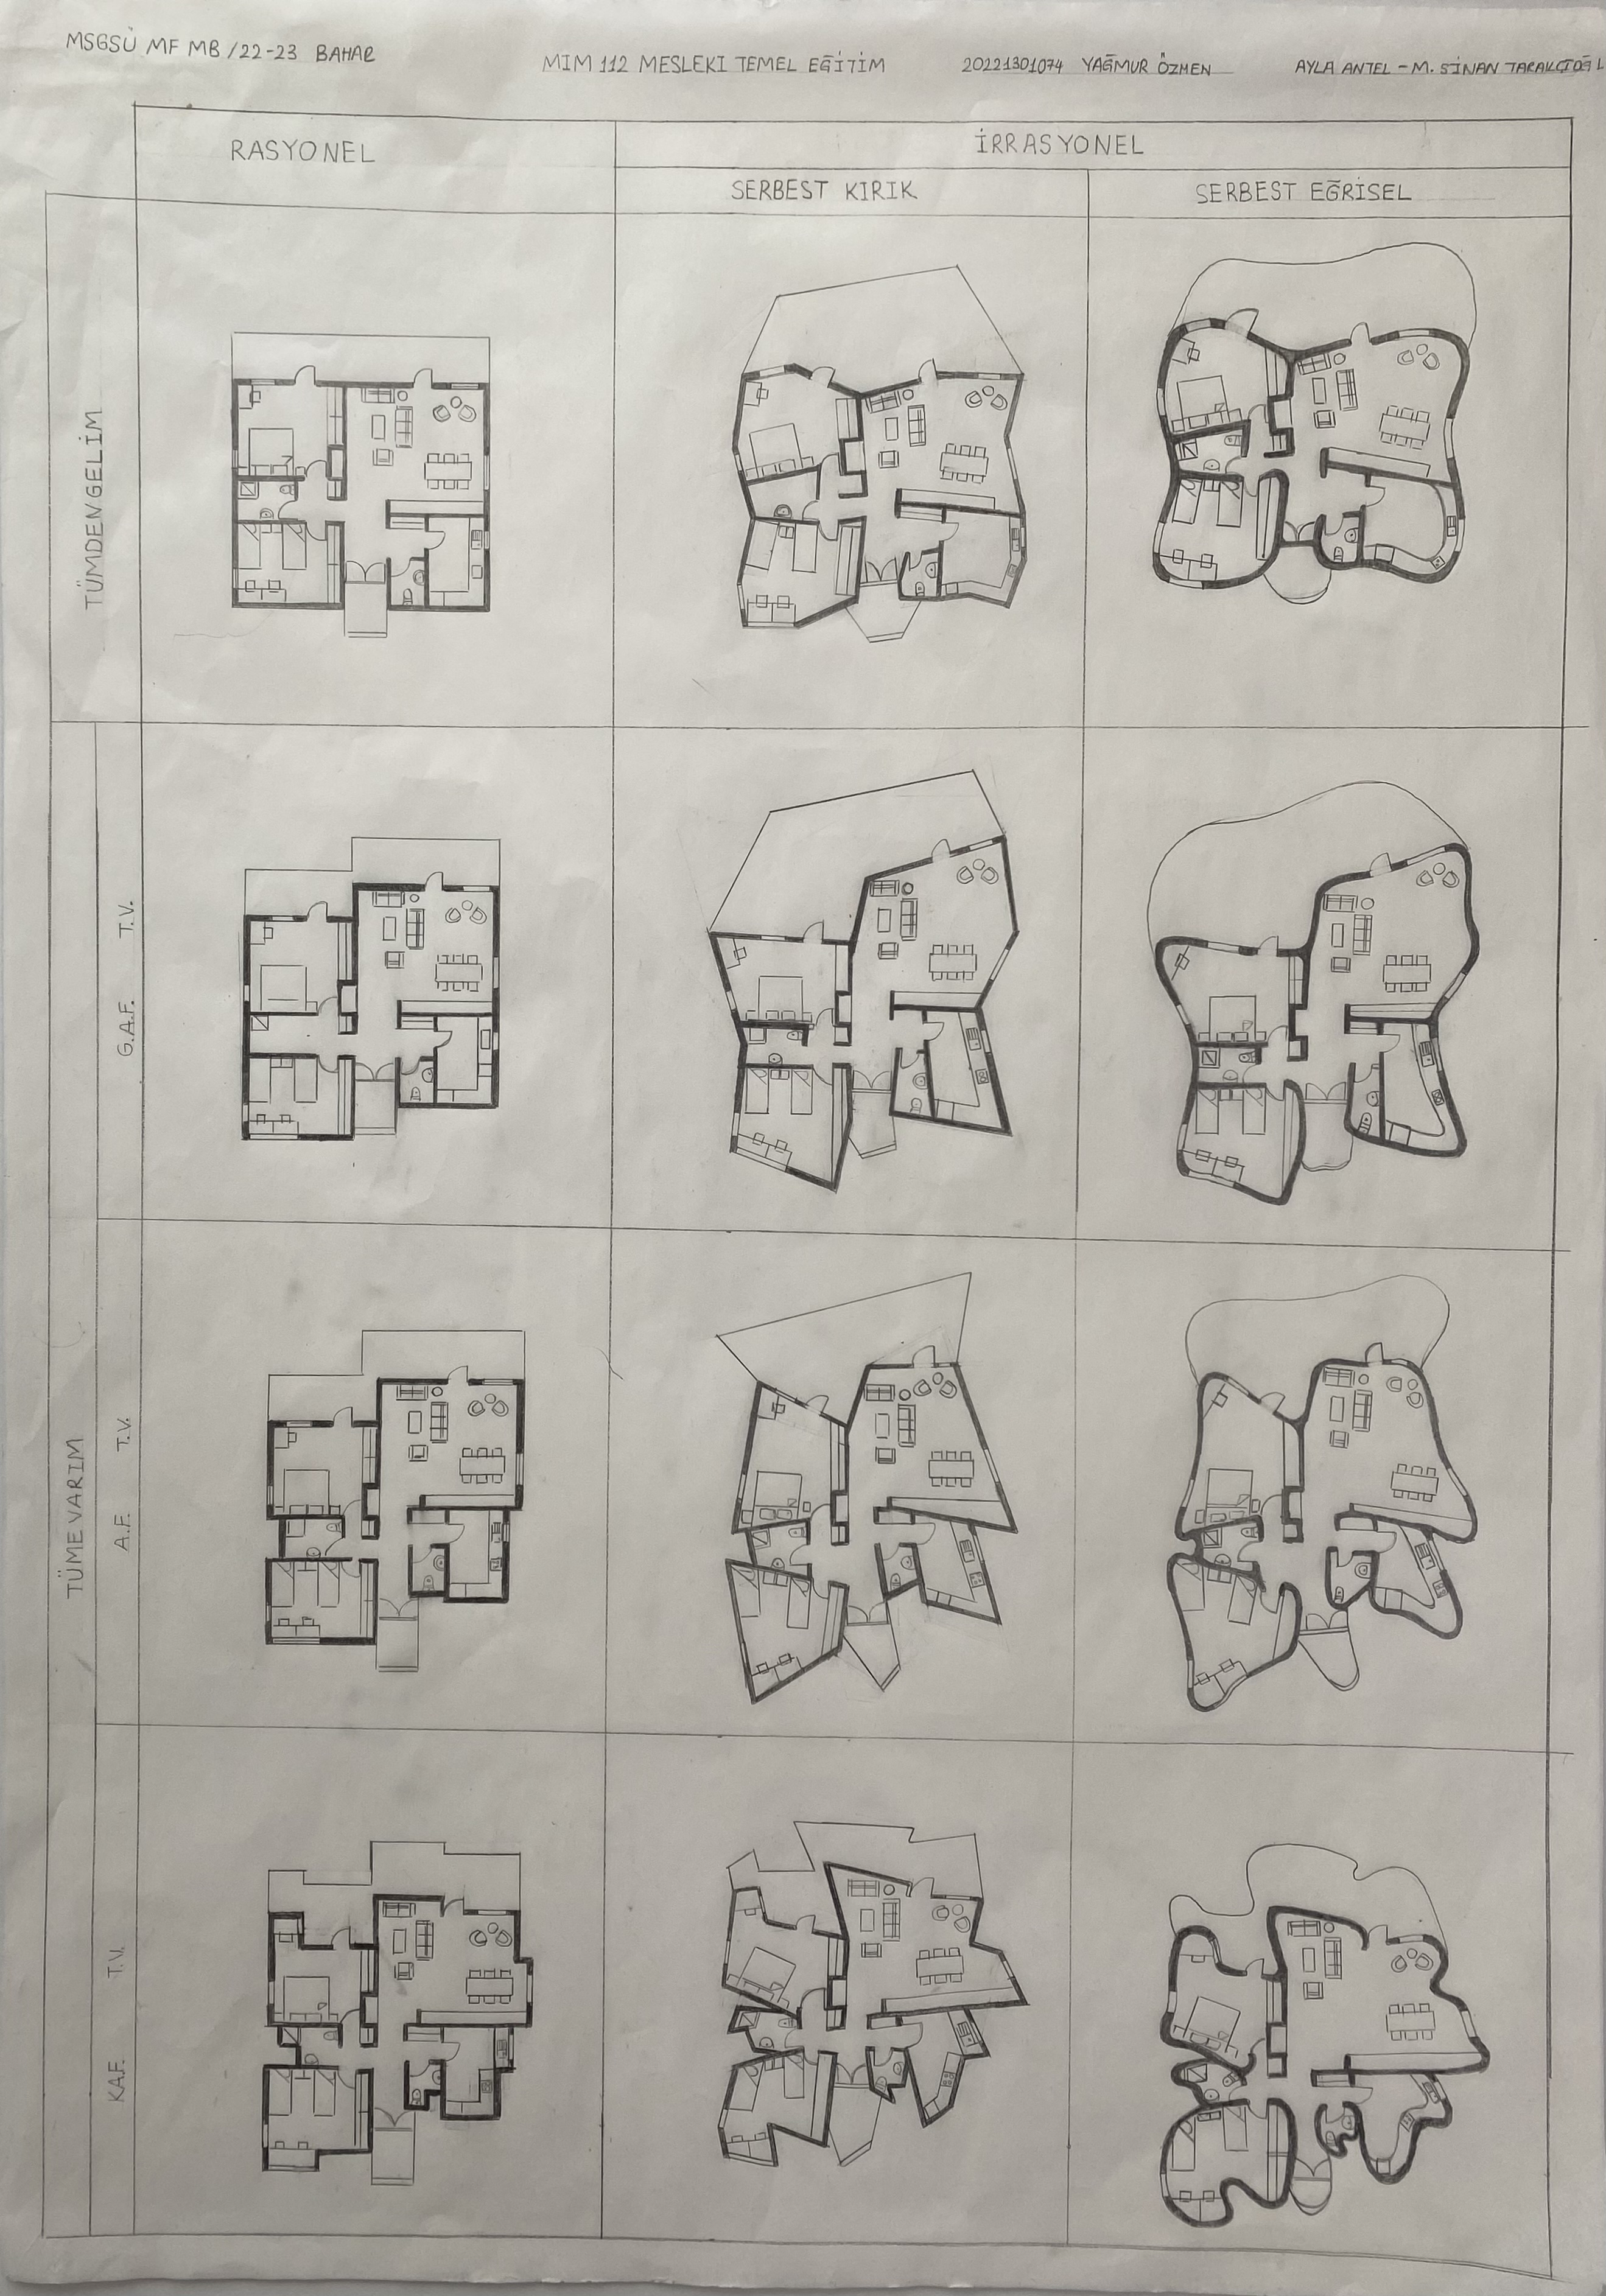 MSGSÜ MF MB /22-23 BAHAR
MIM 112 MESLEKI TEMEL EĞİTİM
20221301074 YAĞMUR ÖZMEN
AYLA ANTEL - M. SİNAN TARAKÇIOĞL
RASYONEL
İRRASYONEL
SERBEST KIRIK
SERBEST EĞRİSEL
TÜMDENGELİM
TÜMEVARIM
G.A.F. T.V.
A.F. T.V.
K.A.F. T.V.